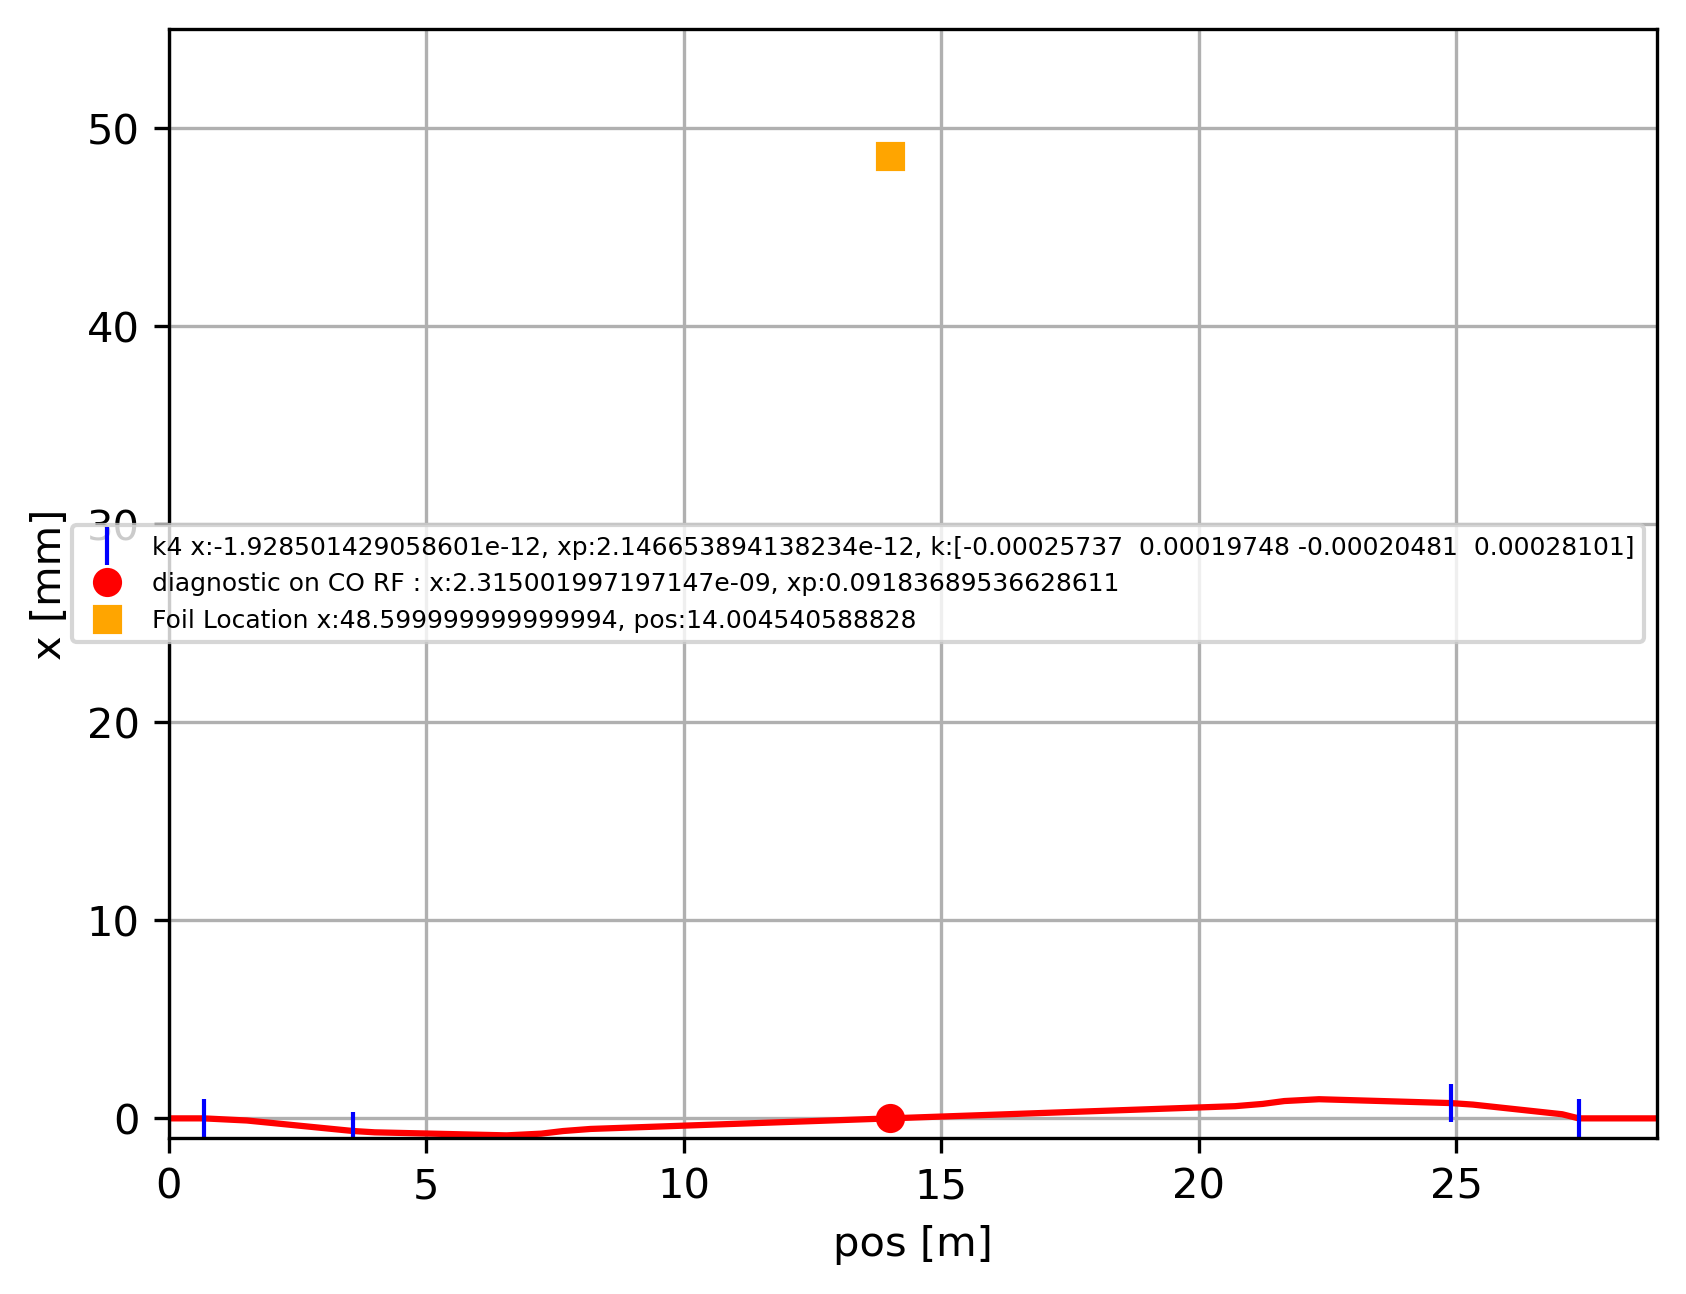 50
40
30
k4 x:-1.928501429058601e-12, xp:2.146653894138234e-12, k:[-0.00025737  0.00019748 -0.00020481  0.00028101]
diagnostic on CO RF : x:2.315001997197147e-09, xp:0.09183689536628611
Foil Location x:48.599999999999994, pos:14.004540588828
x [mm]
20
10
0
0 5 10 15 20 25
pos [m]